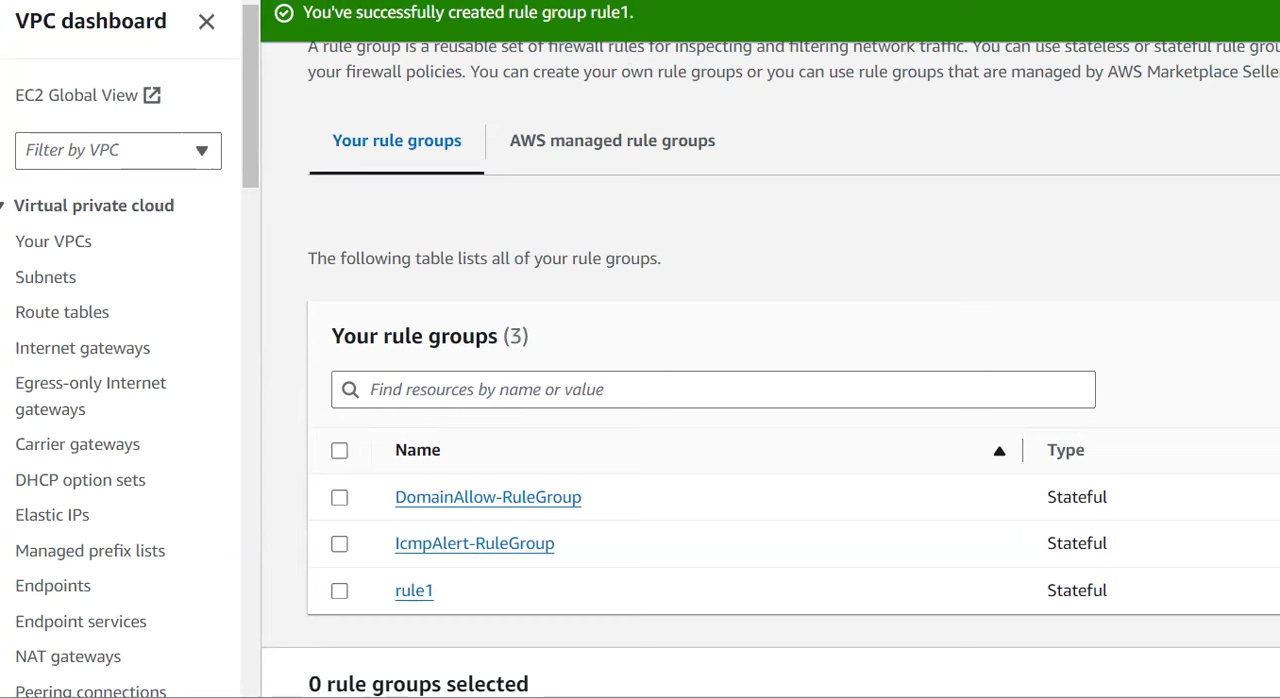 VPC dashboard
EC2 Global View
Filter by VPC
Virtual private cloud
Your VPCs
Subnets
Route tables
Internet gateways
Egress-only Internet
gateways
Carrier gateways
DHCP option sets
Elastic IPs
Managed prefix lists
Endpoints
Endpoint services
NAT gateways
Peering connections
You've successfully created rule group rule1.
A rule group is a reusable set of firewall rules for inspecting and filtering network traffic. You can use stateless or stateful rule grou
your firewall policies. You can create your own rule groups or you can use rule groups that are managed by AWS Marketplace Selle
Your rule groups AWS managed rule groups
The following table lists all of your rule groups.
Your rule groups (3)
Find resources by name or value
Name Type
DomainAllow-RuleGroup Stateful
IcmpAlert-RuleGroup Stateful
rule1 Stateful
0 rule groups selected